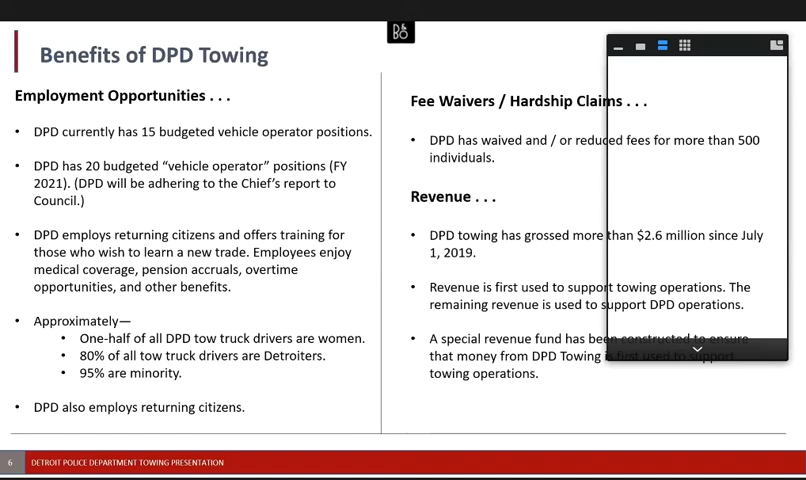 Benefits of DPD Towing
Employment Opportunities . . .
• DPD currently has 15 budgeted vehicle operator positions.
• DPD has 20 budgeted “vehicle operator” positions (FY
2021). (DPD will be adhering to the Chief’s report to
Council.)
• DPD employs returning citizens and offers training for
those who wish to learn a new trade. Employees enjoy
medical coverage, pension accruals, overtime
opportunities, and other benefits.
• Approximately—
• One-half of all DPD tow truck drivers are women.
• 80% of all tow truck drivers are Detroiters.
• 95% are minority.
• DPD also employs returning citizens.
Fee Waivers / Hardship Claims . . .
• DPD has waived and / or reduced fees for more than 500
individuals.
Revenue . . .
• DPD towing has grossed more than $2.6 million since July
1, 2019.
• Revenue is first used to support towing operations. The
remaining revenue is used to support DPD operations.
• A special revenue fund has been constructed to ensure
that money from DPD Towing is first used to support
towing operations.
6 DETROIT POLICE DEPARTMENT TOWING PRESENTATION